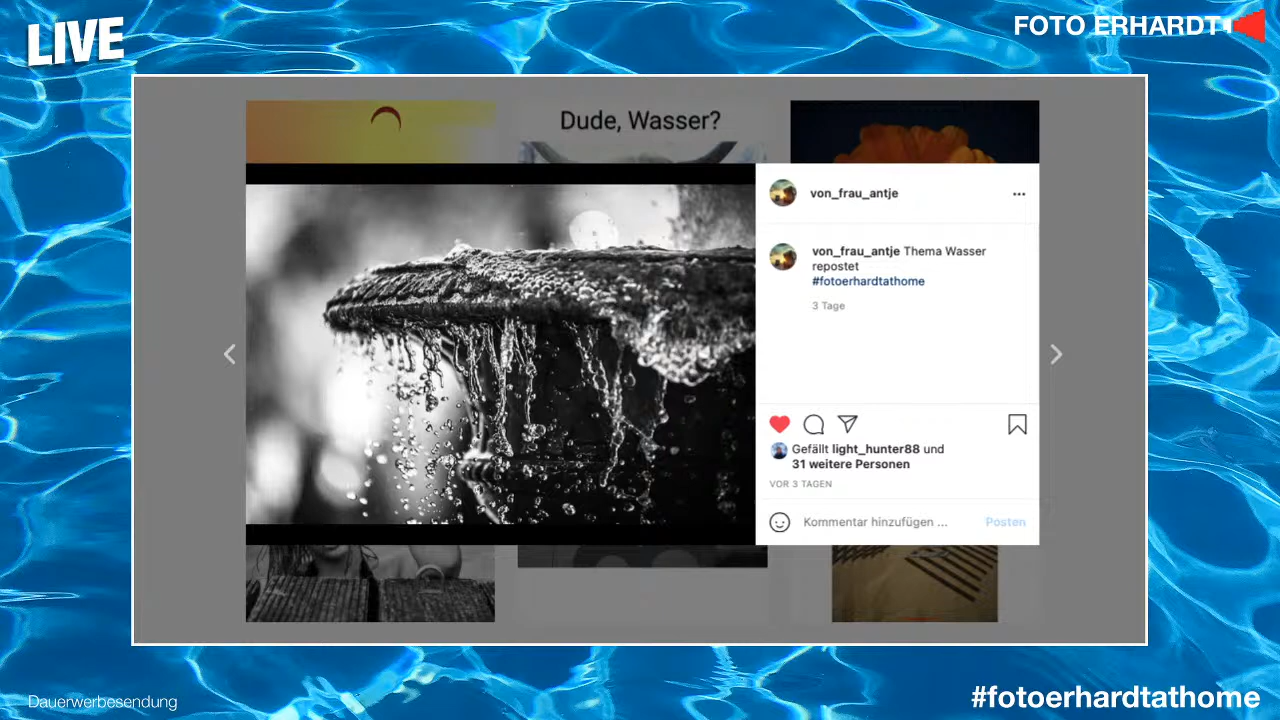 LIVE
FOTO ERHARDT
Dude, Wasser?
von_frau_antje
von_frau_antje Thema Wasser
repostet
#fotoerhardtathome
3 Tage
Gefällt light_hunter88 und
31 weitere Personen
VOR 3 TAGEN
Kommentar hinzufügen ...
Posten
Dauerwerbesendung
#fotoerhardtathome